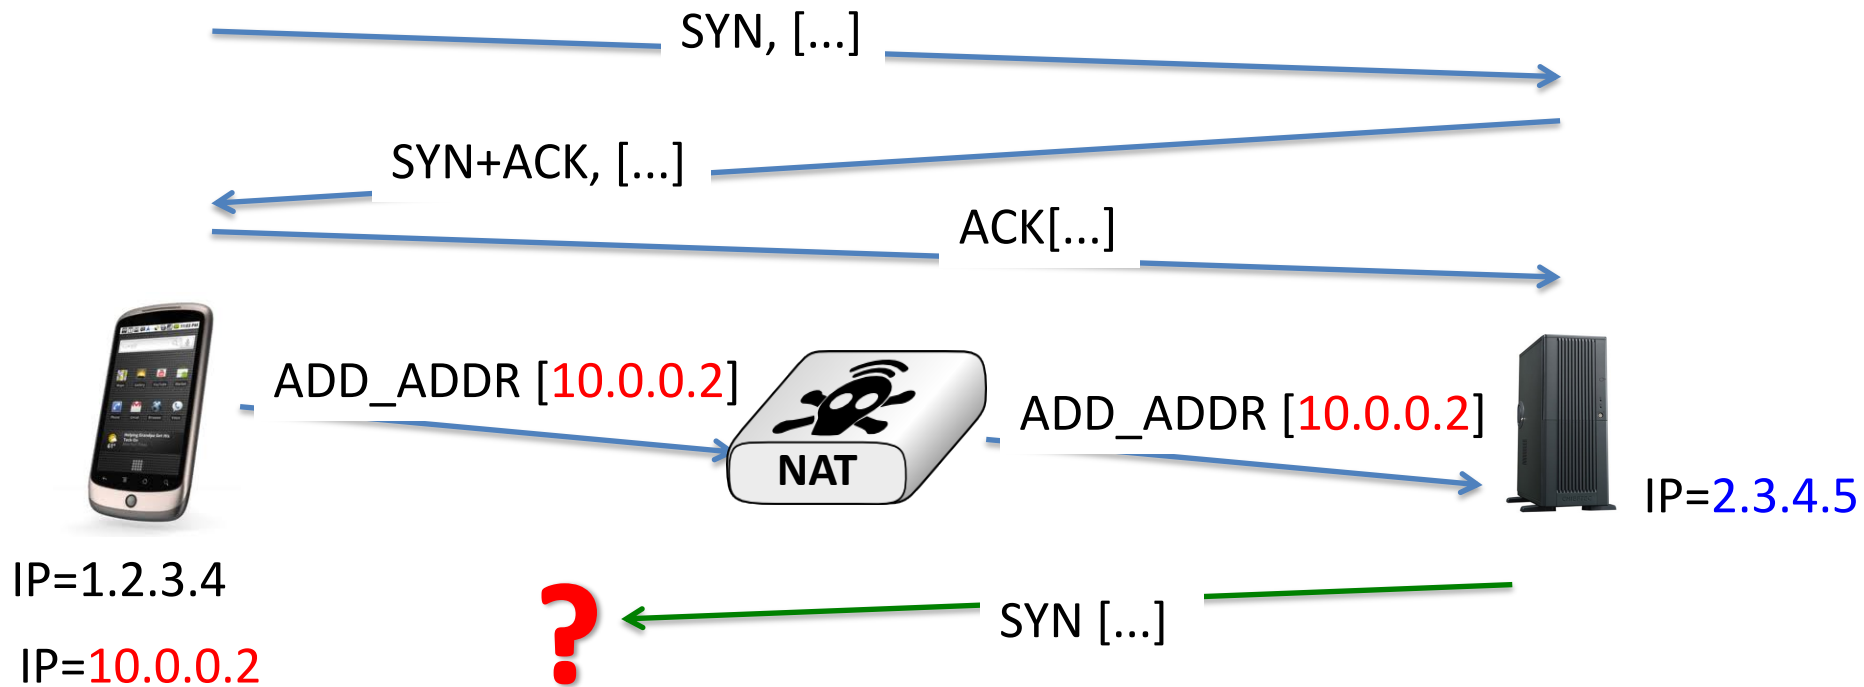 SYN, [...]
SYN+ACK, [...]
ACK[...]
ADD_ADDR [10.0.0.2]
NAT
ADD_ADDR [10.0.0.2]
IP=2.3.4.5
IP=1.2.3.4
SYN [...]
?
IP=10.0.0.2